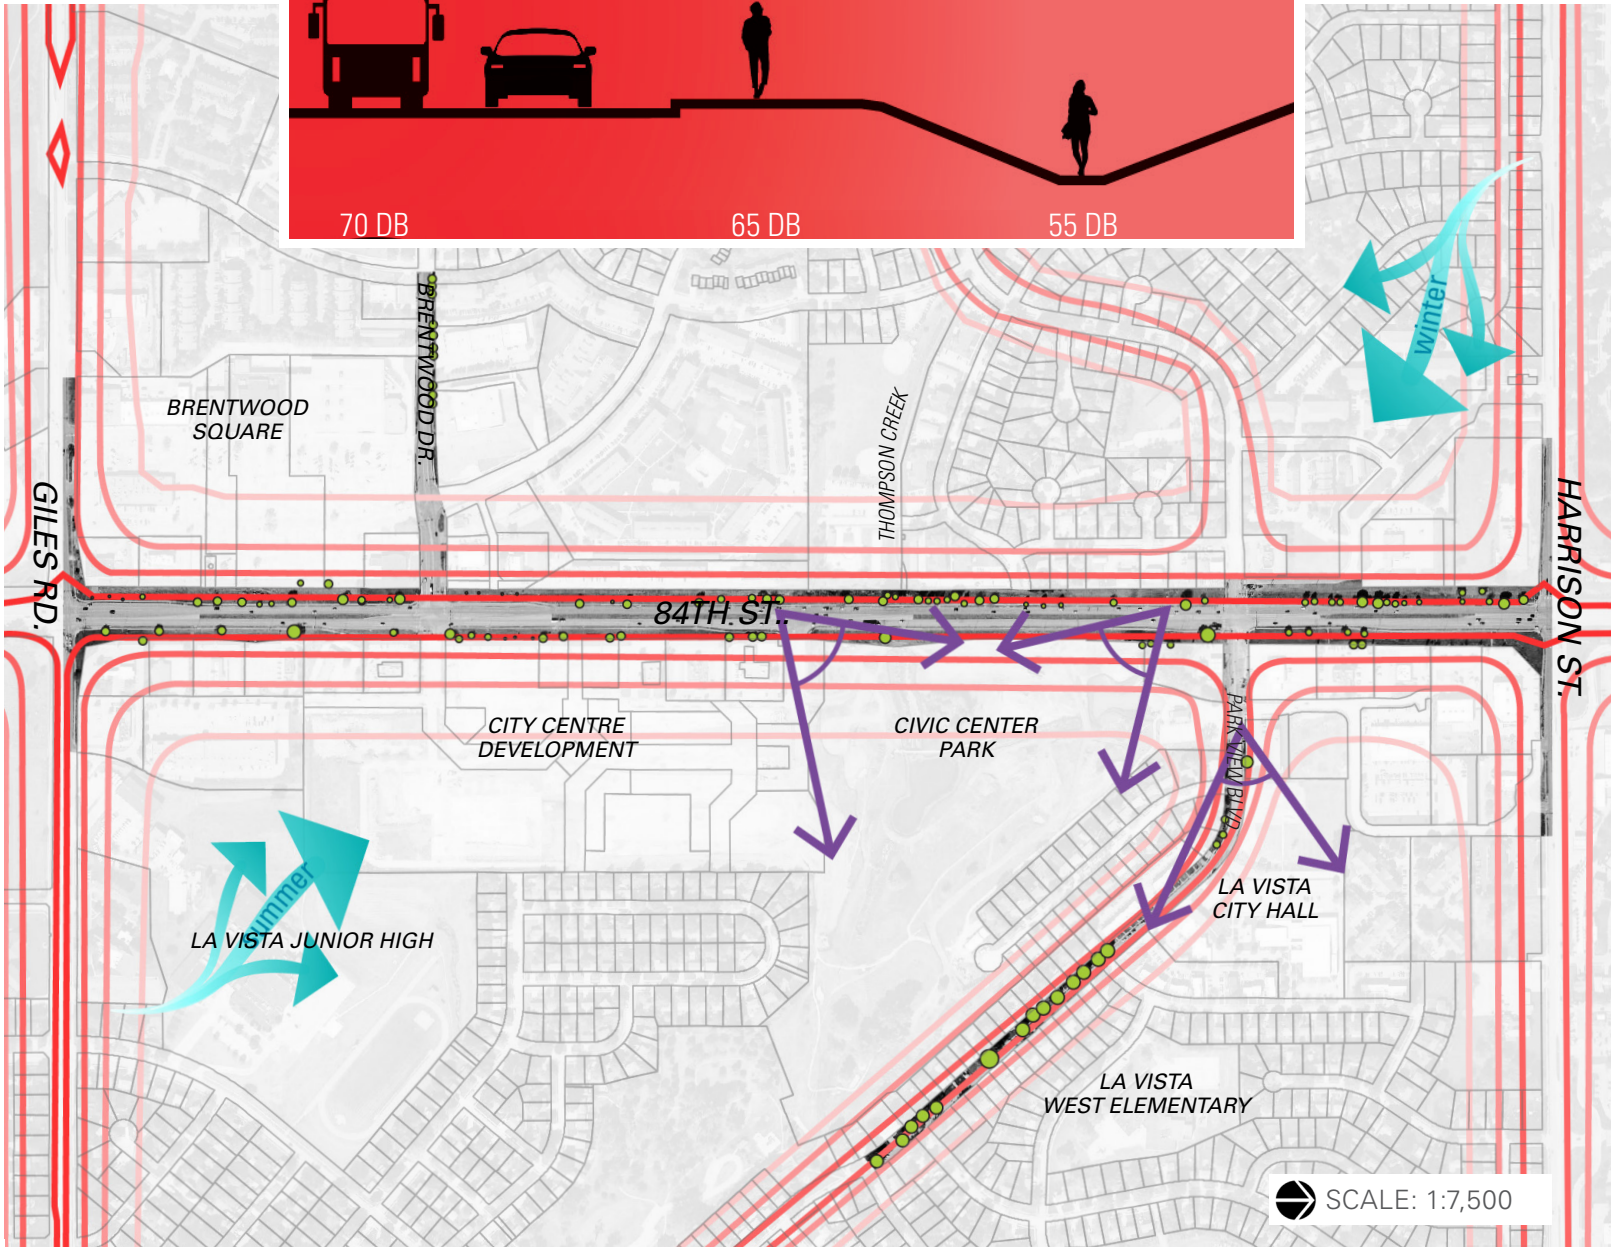 70 DB
65 DB
55 DB
winter
BRENTWOOD DR.
BRENTWOOD
SQUARE
THOMPSON CREEK
GILES RD.
HARRISON ST.
84TH ST.
CITY CENTRE
DEVELOPMENT
CIVIC CENTER
PARK
PARK VIEW BLVD
summer
LA VISTA JUNIOR HIGH
LA VISTA
CITY HALL
LA VISTA
WEST ELEMENTARY
SCALE: 1:7,500